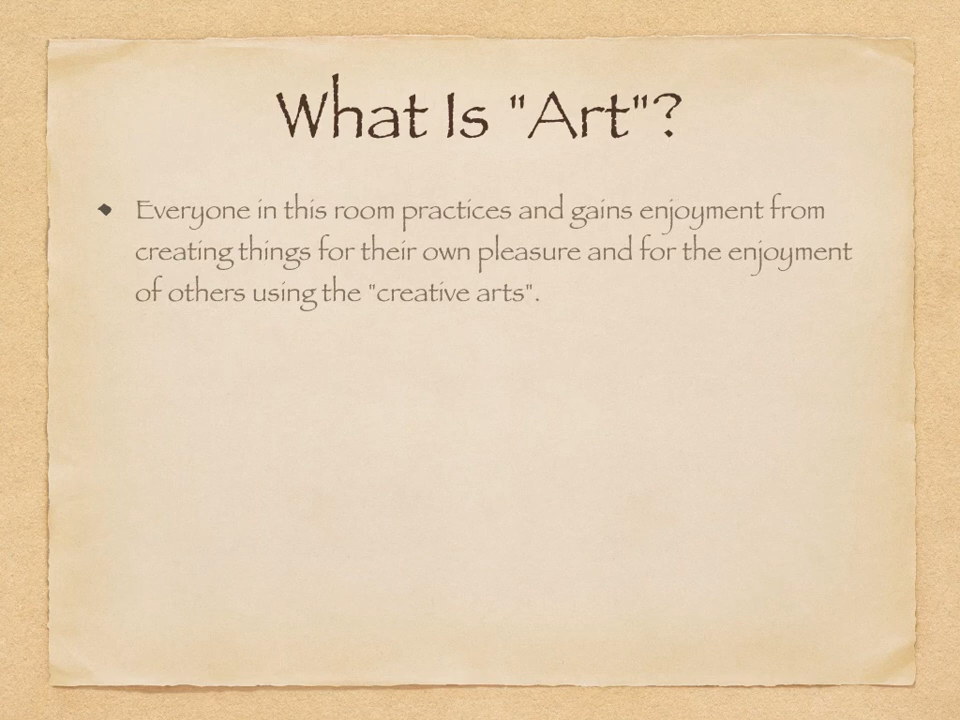 What Is "Art"?
Everyone in this room practices and gains enjoyment from
creating things for their own pleasure and for the enjoyment
of others using the "creative arts".